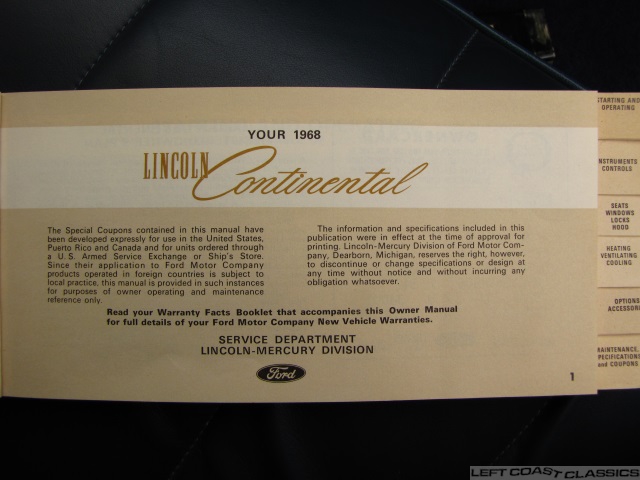 YOUR 1968
LINCOLN Continental
The Special Coupons contained in this manual have
been developed expressly for use in the United States,
Puerto Rico and Canada and for units ordered through
a U.S. Armed Service Exchange or Ship's Store.
Since their application to Ford Motor Company
products operated in foreign countries is subject to
local practice, this manual is provided in such instances
for purposes of owner operating and maintenance
reference only.
The information and specifications included in this
publication were in effect at the time of approval for
printing. Lincoln-Mercury Division of Ford Motor Com-
pany, Dearborn, Michigan, reserves the right, however,
to discontinue or change specifications or design at
any time without notice and without incurring any
obligation whatsoever.
Read your Warranty Facts Booklet that accompanies this Owner Manual
for full details of your Ford Motor Company New Vehicle Warranties.
SERVICE DEPARTMENT
LINCOLN-MERCURY DIVISION
Ford
1
STARTING AND
OPERATING
INSTRUMENTS
CONTROLS
SEATS
WINDOWS
LOCKS
HOOD
HEATING
VENTILATING
COOLING
OPTIONS
ACCESSORI
MAINTENANCE,
SPECIFICATIONS
and COUPONS
LEFT COAST CLASSICS